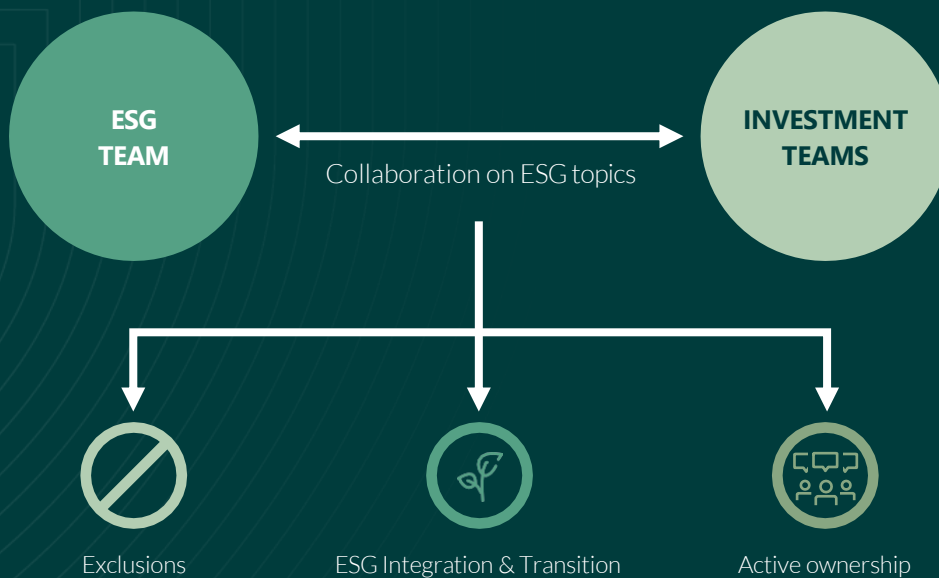 ESG
TEAM
INVESTMENT
TEAMS
Collaboration on ESG topics
Exclusions
ESG Integration & Transition
Active ownership